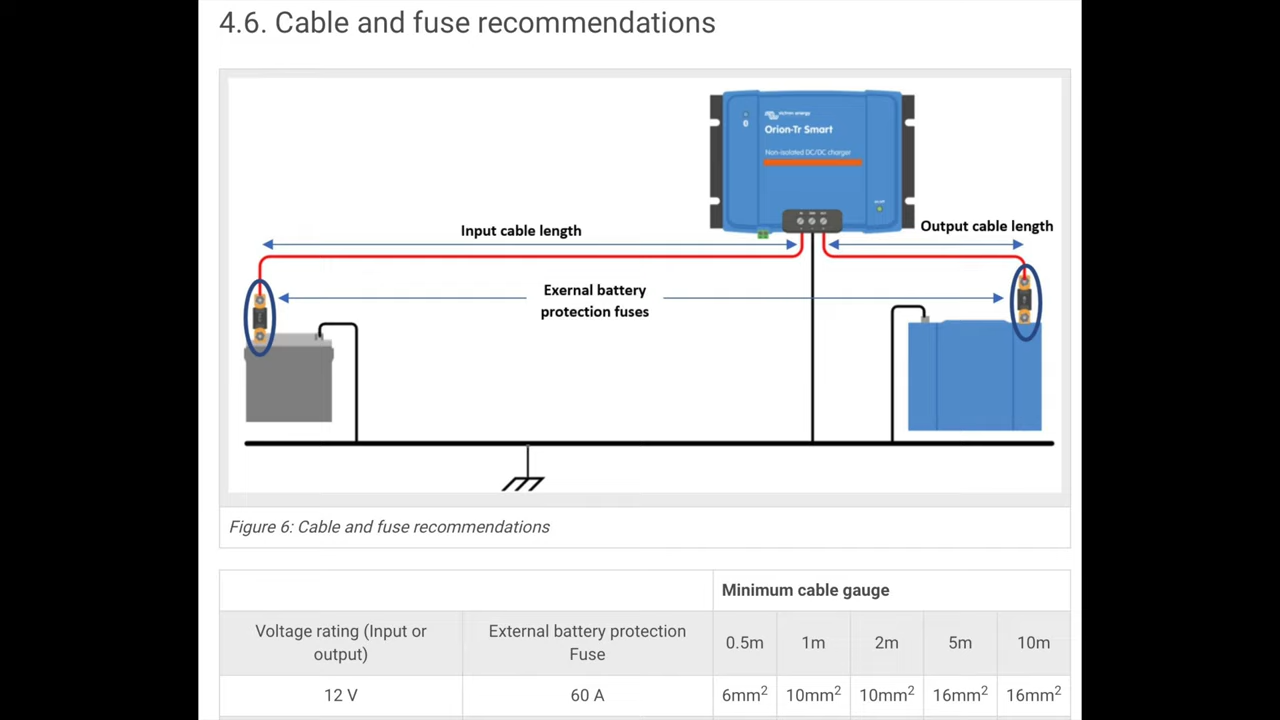 4.6. Cable and fuse recommendations
victron energy
Orion-Tr Smart
Non-isolated DC/DC charger
Input cable length
Output cable length
Exernal battery
protection fuses
Figure 6: Cable and fuse recommendations
Minimum cable gauge
Voltage rating (Input or
output)
External battery protection
Fuse
0.5m
1m
2m
5m
10m
12 V
60 A
6mm²
10mm²
10mm²
16mm²
16mm²